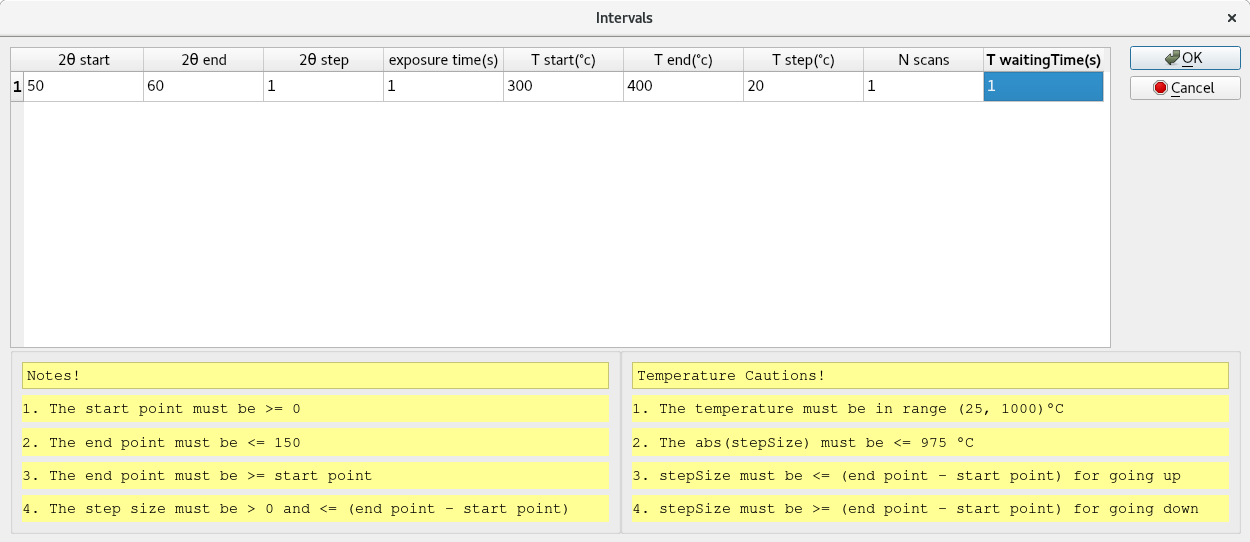 Intervals ×
2θ start 2θ end 2θ step exposure time(s) T start(°c) T end(°c) T step(°c) N scans T waitingTime(s)
1 50 60 1 1 300 400 20 1 1
OK
Cancel
Notes!
1. The start point must be >= 0
2. The end point must be <= 150
3. The end point must be >= start point
4. The step size must be > 0 and <= (end point - start point)
Temperature Cautions!
1. The temperature must be in range (25, 1000)°C
2. The abs(stepSize) must be <= 975 °C
3. stepSize must be <= (end point - start point) for going up
4. stepSize must be >= (end point - start point) for going down